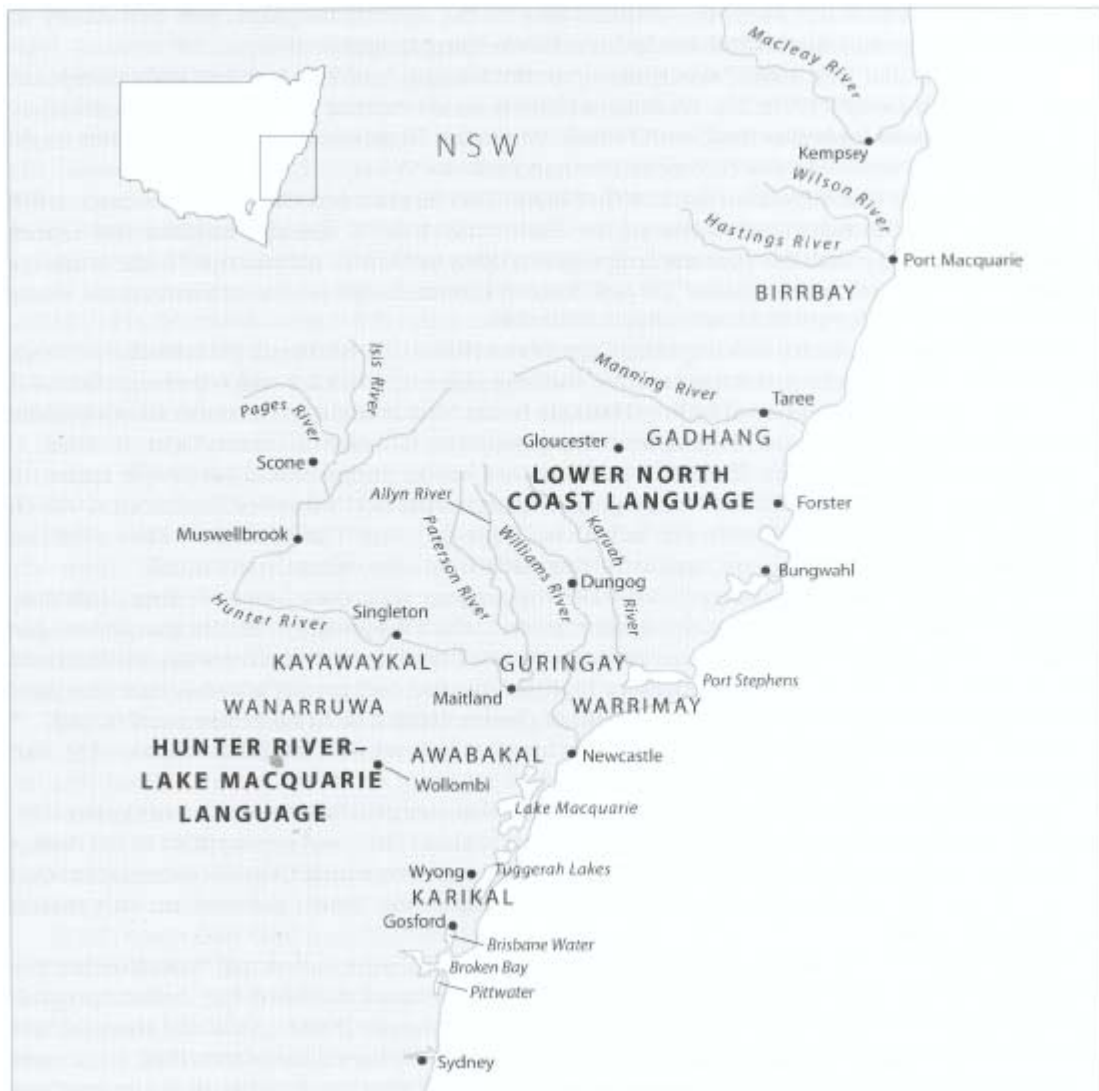 Macleay River
NSW
Kempsey
Wilson River
Hastings River
Port Macquarie
BIRRBAY
Isis River
Manning River
Pages River
Taree
Gloucester
GADHANG
Scone
LOWER NORTH
COAST LANGUAGE
Allyn River
Forster
Paterson River
Williams River
Karuah River
Muswellbrook
Bungwahl
Dungog
Hunter River
Singleton
KAYAWAYKAL
GURINGAY
Port Stephens
Maitland
WANARRUWA
WARRIMAY
HUNTER RIVER–
LAKE MACQUARIE
LANGUAGE
AWABAKAL
Newcastle
Wollombi
Lake Macquarie
Wyong
Tuggerah Lakes
KARIKAL
Gosford
Brisbane Water
Broken Bay
Pittwater
Sydney